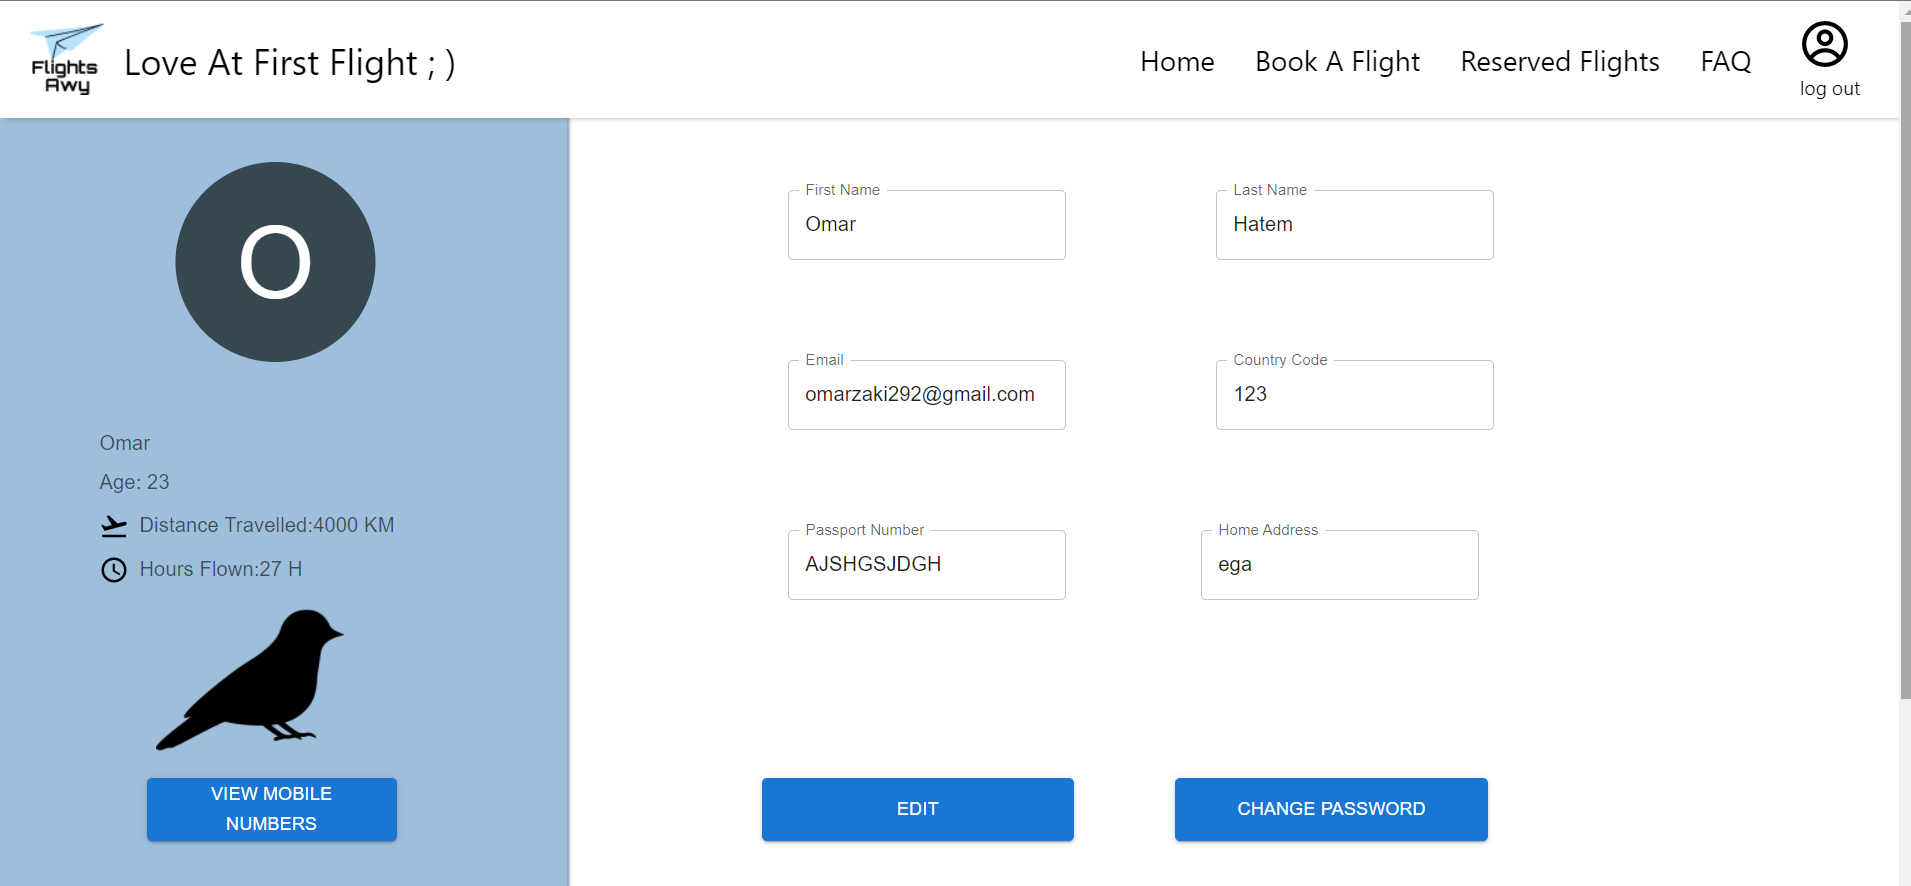 Flights
Awy
Love At First Flight ; )
Home
Book A Flight
Reserved Flights
FAQ
log out
O
Omar
Age: 23
Distance Travelled:4000 KM
Hours Flown:27 H
VIEW MOBILE
NUMBERS
First Name
Omar
Last Name
Hatem
Email
omarzaki292@gmail.com
Country Code
123
Passport Number
AJSHGSJDGH
Home Address
ega
EDIT
CHANGE PASSWORD